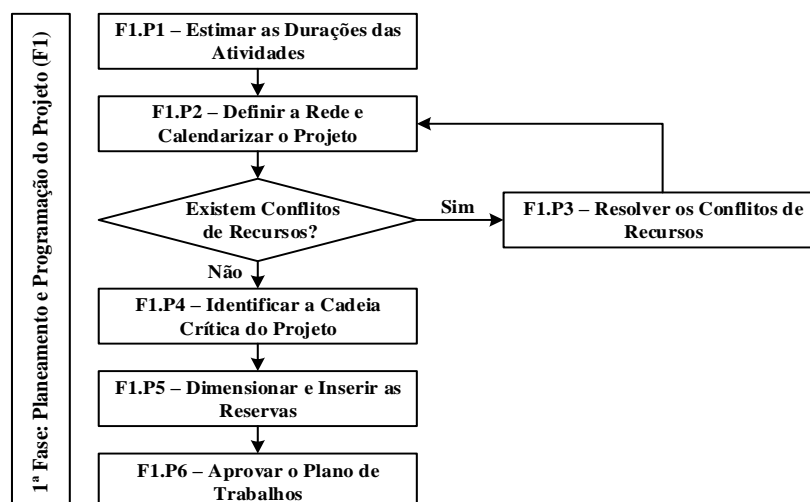 1ª Fase: Planeamento e Programação do Projeto (F1)
F1.P1 – Estimar as Durações das
Atividades
F1.P2 – Definir a Rede e
Calendarizar o Projeto
Existem Conflitos
de Recursos?
Sim
F1.P3 – Resolver os Conflitos de
Recursos
Não
F1.P4 – Identificar a Cadeia
Crítica do Projeto
F1.P5 – Dimensionar e Inserir as
Reservas
F1.P6 – Aprovar o Plano de
Trabalhos